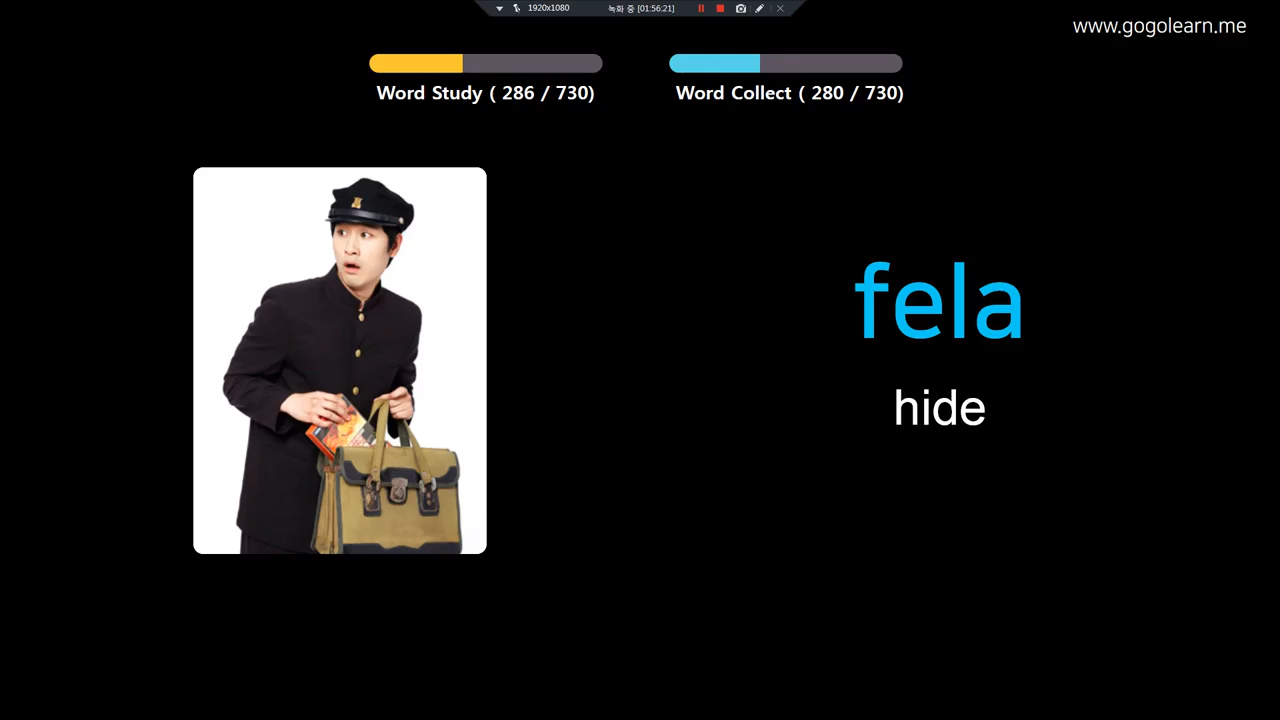 1920x1080 녹화 중 [01:56:21]
www.gogolearn.me
Word Study ( 286 / 730) Word Collect ( 280 / 730)
fela
hide